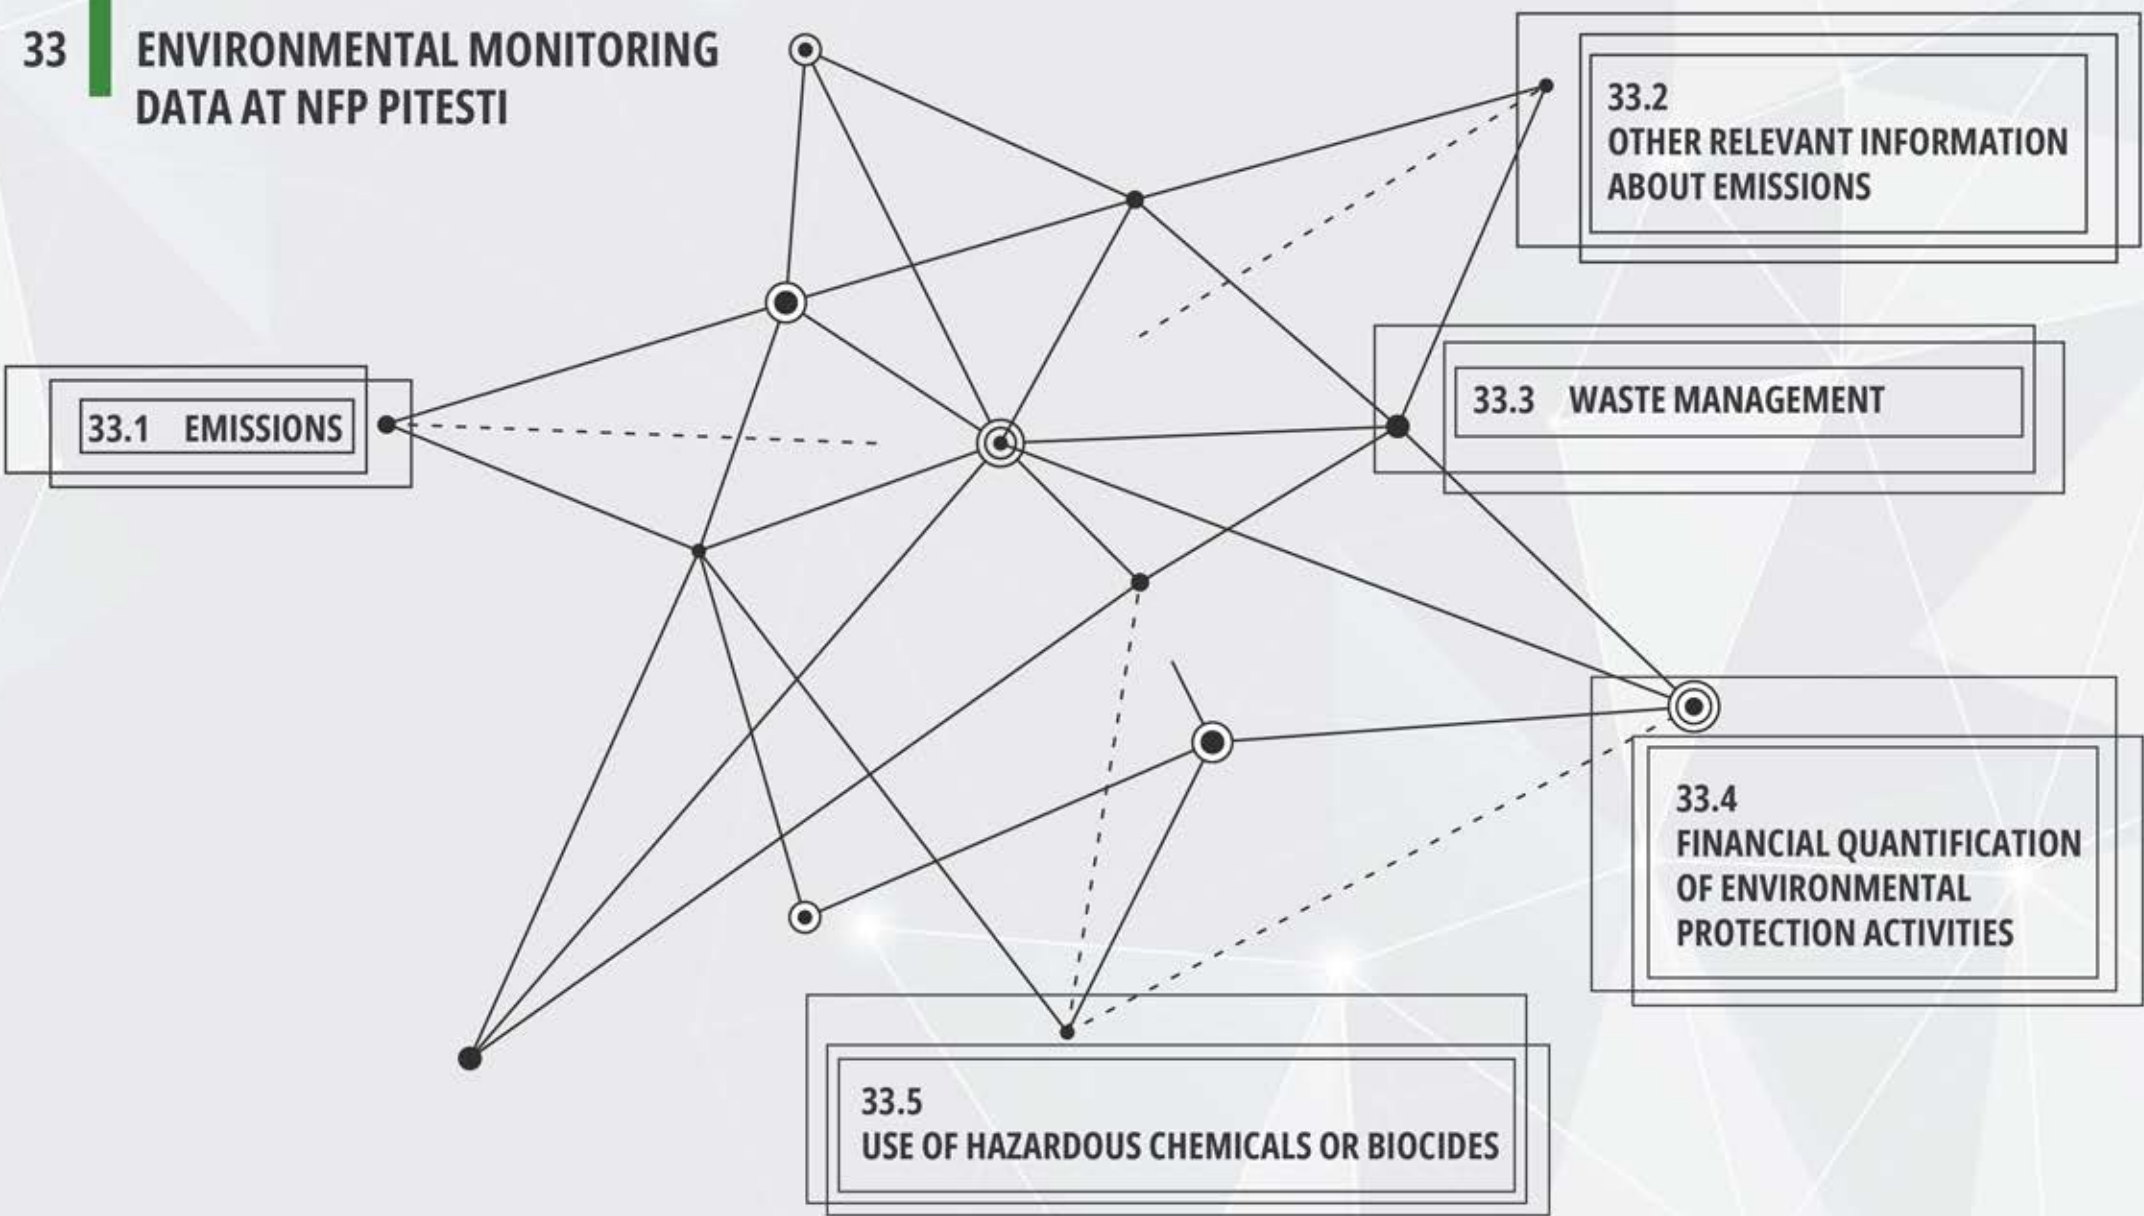 33 ENVIRONMENTAL MONITORING
DATA AT NFP PITESTI
33.2
OTHER RELEVANT INFORMATION
ABOUT EMISSIONS
33.1 EMISSIONS
33.3 WASTE MANAGEMENT
33.4
FINANCIAL QUANTIFICATION
OF ENVIRONMENTAL
PROTECTION ACTIVITIES
33.5
USE OF HAZARDOUS CHEMICALS OR BIOCIDES